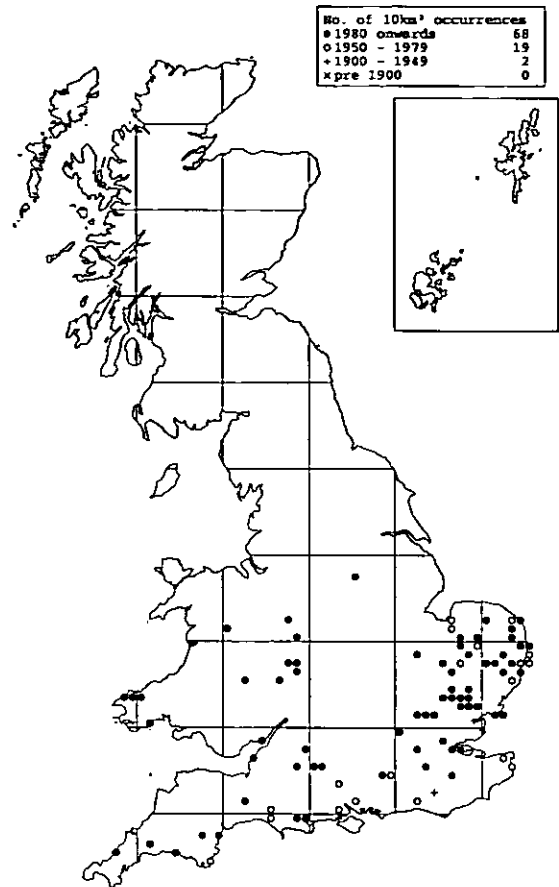 No. of 10km² occurrences
● 1980 onwards 68
○ 1950 - 1979 19
+ 1900 - 1949 2
x pre 1900 0